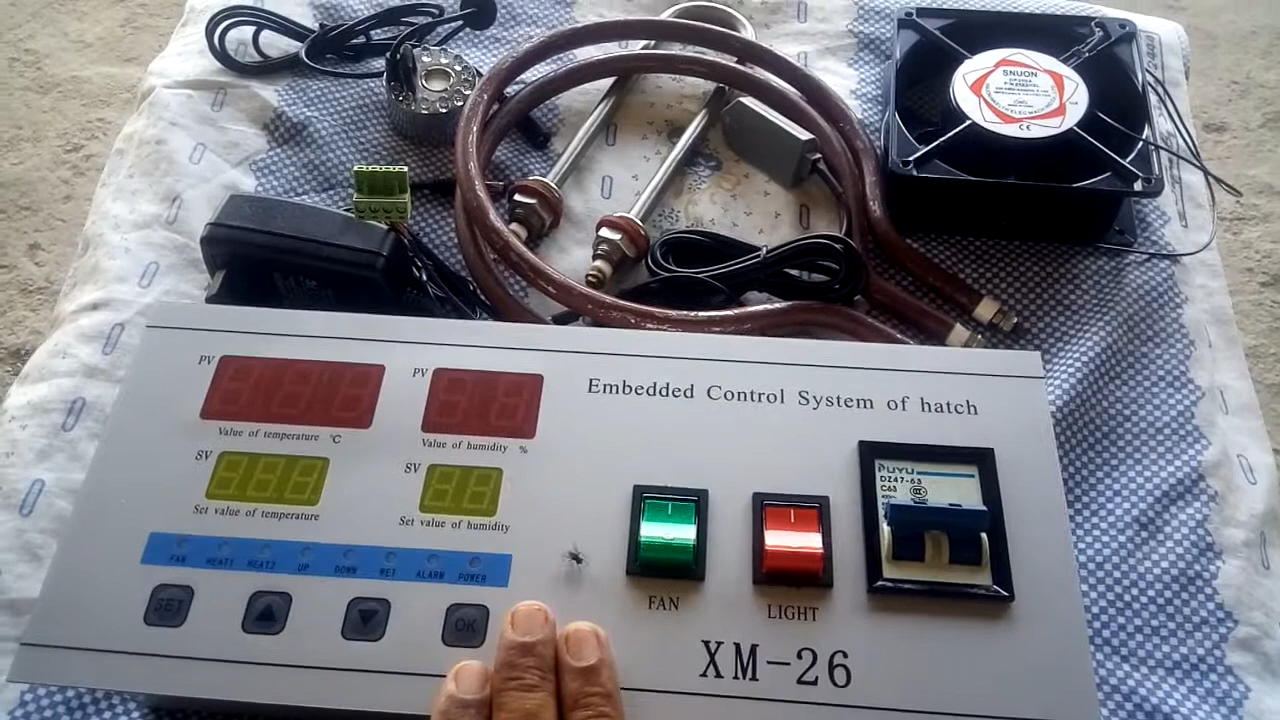 SNUON
PV
PV
Value of temperature °C
Value of humidity %
Embedded Control System of hatch
SV
SV
Set value of temperature
Set value of humidity
PUYU
DZ47-63
C63
FAN HEAT1 HEAT2 UP DOWN WET ALARM POWER
SET
OK
FAN
LIGHT
XM-26